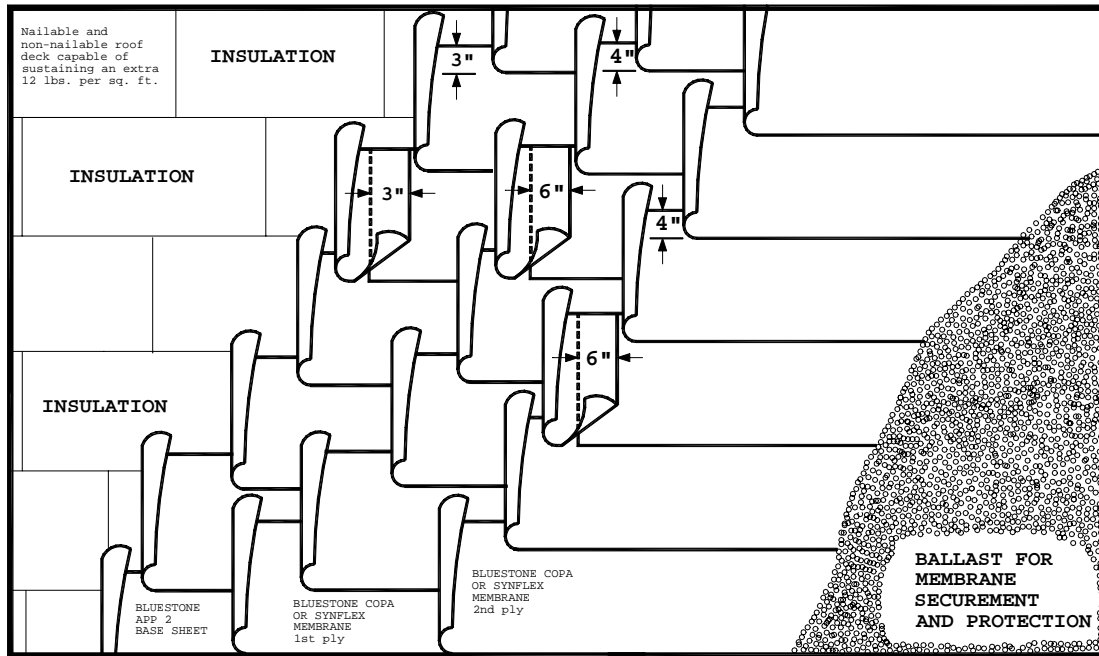 Nailable and
non-nailable roof
deck capable of
sustaining an extra
12 lbs. per sq. ft.
INSULATION
3"
4"
INSULATION
3"
6"
4"
6"
INSULATION
BLUESTONE
APP 2
BASE SHEET
BLUESTONE COPA
OR SYNFLEX
MEMBRANE
1st ply
BLUESTONE COPA
OR SYNFLEX
MEMBRANE
2nd ply
BALLAST FOR
MEMBRANE
SECUREMENT
AND PROTECTION